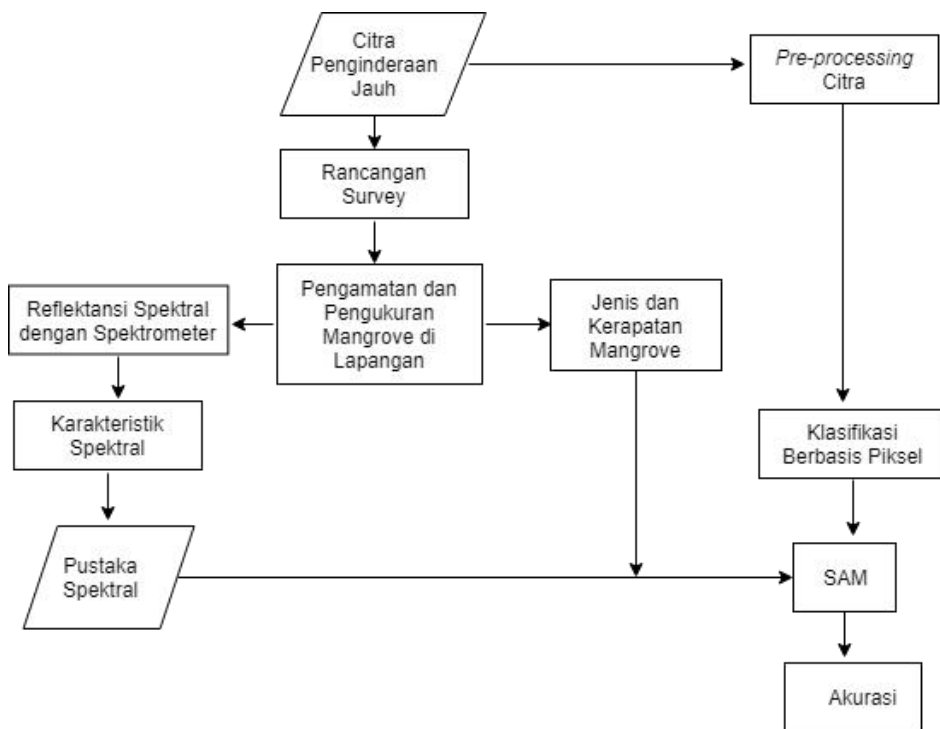 Citra
Penginderaan
Jauh
Pre-processing
Citra
Rancangan
Survey
Reflektansi Spektral
dengan Spektrometer
Pengamatan dan
Pengukuran
Mangrove di
Lapangan
Jenis dan
Kerapatan
Mangrove
Karakteristik
Spektral
Klasifikasi
Berbasis Piksel
Pustaka
Spektral
SAM
Akurasi